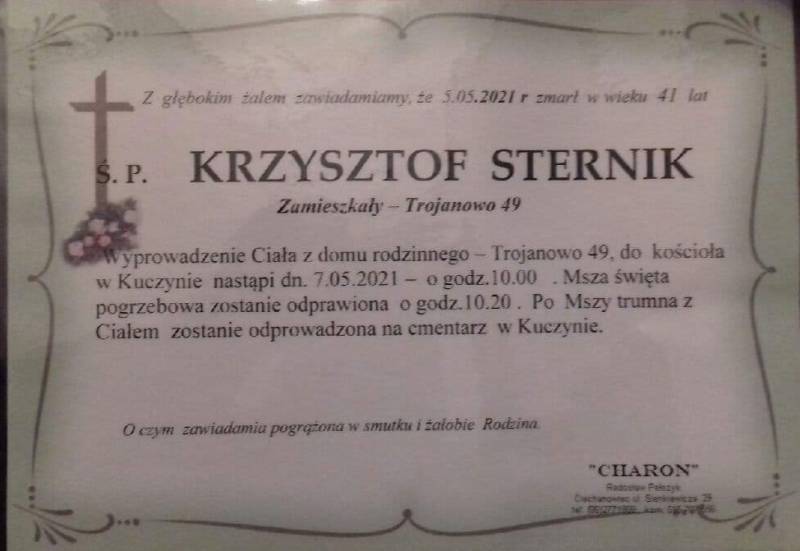 Z głębokim żalem zawiadamiamy, że 5.05.2021 r zmarł w wieku 41 lat
Ś. P. KRZYSZTOF STERNIK
Zamieszkały – Trojanowo 49
Wyprowadzenie Ciała z domu rodzinnego – Trojanowo 49, do kościoła
w Kuczynie nastąpi dn. 7.05.2021 – o godz.10.00 . Msza święta
pogrzebowa zostanie odprawiona o godz.10.20 . Po Mszy trumna z
Ciałem zostanie odprowadzona na cmentarz w Kuczynie.
O czym zawiadamia pogrążona w smutku i żałobie Rodzina.
"CHARON"
Radosław
Ciechanowiec ul. Sienkiewicza
tel. kom.